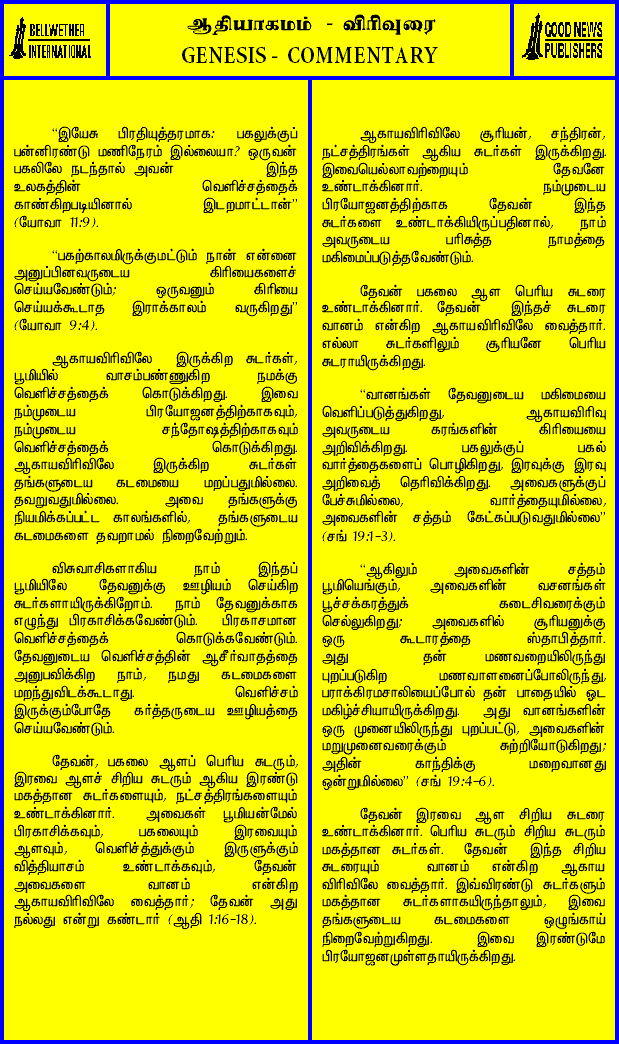 BELLWETHER
INTERNATIONAL
ஆதியாகமம் - விரிவுரை
GENESIS - COMMENTARY
GOOD NEWS
PUBLISHERS
“இயேசு பிரதியுத்தரமாக: பகலுக்குப்
பன்னிரண்டு மணிநேரம் இல்லையா? ஒருவன்
பகலிலே நடந்தால் அவன் இந்த
உலகத்தின் வெளிச்சத்தைக்
காண்கிறபடியினால் இடறமாட்டான்”
(யோவா 11:9).
“பகற்காலமிருக்குமட்டும் நான் என்னை
அனுப்பினவருடைய கிரியைகளைச்
செய்யவேண்டும்; ஒருவனும் கிரியை
செய்யக்கூடாத இராக்காலம் வருகிறது”
(யோவா 9:4).
ஆகாயவிரிவிலே இருக்கிற சுடர்கள்,
பூமியில் வாசம்பண்ணுகிற நமக்கு
வெளிச்சத்தைக் கொடுக்கிறது. இவை
நம்முடைய பிரயோஜனத்திற்காகவும்,
நம்முடைய சந்தோஷத்திற்காகவும்
வெளிச்சத்தைக் கொடுக்கிறது.
ஆகாயவிரிவிலே இருக்கிற சுடர்கள்
தங்களுடைய கடமையை மறப்பதுமில்லை.
தவறுவதுமில்லை. அவை தங்களுக்கு
நியமிக்கப்பட்ட காலங்களில், தங்களுடைய
கடமைகளை தவறாமல் நிறைவேற்றும்.
விசுவாசிகளாகிய நாம் இந்தப்
பூமியிலே தேவனுக்கு ஊழியம் செய்கிற
சுடர்களாயிருக்கிறோம். நாம் தேவனுக்காக
எழுந்து பிரகாசிக்கவேண்டும். பிரகாசமான
வெளிச்சத்தைக் கொடுக்கவேண்டும்.
தேவனுடைய வெளிச்சத்தின் ஆசீர்வாதத்தை
அனுபவிக்கிற நாம், நமது கடமைகளை
மறந்துவிடக்கூடாது. வெளிச்சம்
இருக்கும்போதே கர்த்தருடைய ஊழியத்தை
செய்யவேண்டும்.
தேவன், பகலை ஆளப் பெரிய சுடரும்,
இரவை ஆளச் சிறிய சுடரும் ஆகிய இரண்டு
மகத்தான சுடர்களையும், நட்சத்திரங்களையும்
உண்டாக்கினார். அவைகள் பூமியன்மேல்
பிரகாசிக்கவும், பகலையும் இரவையும்
ஆளவும், வெளிச்த்துக்கும் இருளுக்கும்
வித்தியாசம் உண்டாக்கவும், தேவன்
அவைகளை வானம் என்கிற
ஆகாயவிரிவிலே வைத்தார்; தேவன் அது
நல்லது என்று கண்டார் (ஆதி 1:16-18).
ஆகாயவிரிவிலே சூரியன், சந்திரன்,
நட்சத்திரங்கள் ஆகிய சுடர்கள் இருக்கிறது.
இவையெல்லாவற்றையும் தேவனே
உண்டாக்கினார். நம்முடைய
பிரயோஜனத்திற்காக தேவன் இந்த
சுடர்களை உண்டாக்கியிருப்பதினால், நாம்
அவருடைய பரிசுத்த நாமத்தை
மகிமைப்படுத்தவேண்டும்.
தேவன் பகலை ஆள பெரிய சுடரை
உண்டாக்கினார். தேவன் இந்தச் சுடரை
வானம் என்கிற ஆகாயவிரிவிலே வைத்தார்.
எல்லா சுடர்களிலும் சூரியனே பெரிய
சுடராயிருக்கிறது.
“வானங்கள் தேவனுடைய மகிமையை
வெளிப்படுத்துகிறது, ஆகாயவிரிவு
அவருடைய கரங்களின் கிரியையை
அறிவிக்கிறது. பகலுக்குப் பகல்
வார்த்தைகளைப் பொழிகிறது, இரவுக்கு இரவு
அறிவைத் தெரிவிக்கிறது. அவைகளுக்குப்
பேச்சுமில்லை, வார்த்தையுமில்லை,
அவைகளின் சத்தம் கேட்கப்படுவதுமில்லை”
(சங் 19:1-3).
“ஆகிலும் அவைகளின் சத்தம்
பூமியெங்கும், அவைகளின் வசனங்கள்
பூச்சக்கரத்துக் கடைசிவரைக்கும்
செல்லுகிறது; அவைகளில் சூரியனுக்கு
ஒரு கூடாரத்தை ஸ்தாபித்தார்.
அது தன் மணவறையிலிருந்து
புறப்படுகிற மணவாளனைப்போலிருந்து,
பராக்கிரமசாலியைப்போல் தன் பாதையில் ஓட
மகிழ்ச்சியாயிருக்கிறது. அது வானங்களின்
ஒரு முனையிலிருந்து புறப்பட்டு, அவைகளின்
மறுமுனைவரைக்கும் சுற்றியோடுகிறது;
அதின் காந்திக்கு மறைவானது
ஒன்றுமில்லை” (சங் 19:4-6).
தேவன் இரவை ஆள சிறிய சுடரை
உண்டாக்கினார். பெரிய சுடரும் சிறிய சுடரும்
மகத்தான சுடர்கள். தேவன் இந்த சிறிய
சுடரையும் வானம் என்கிற ஆகாய
விரிவிலே வைத்தார். இவ்விரண்டு சுடர்களும்
மகத்தான சுடர்களாகயிருந்தாலும், இவை
தங்களுடைய கடமைகளை ஒழுங்காய்
நிறைவேற்றுகிறது. இவை இரண்டுமே
பிரயோஜனமுள்ளதாயிருக்கிறது.